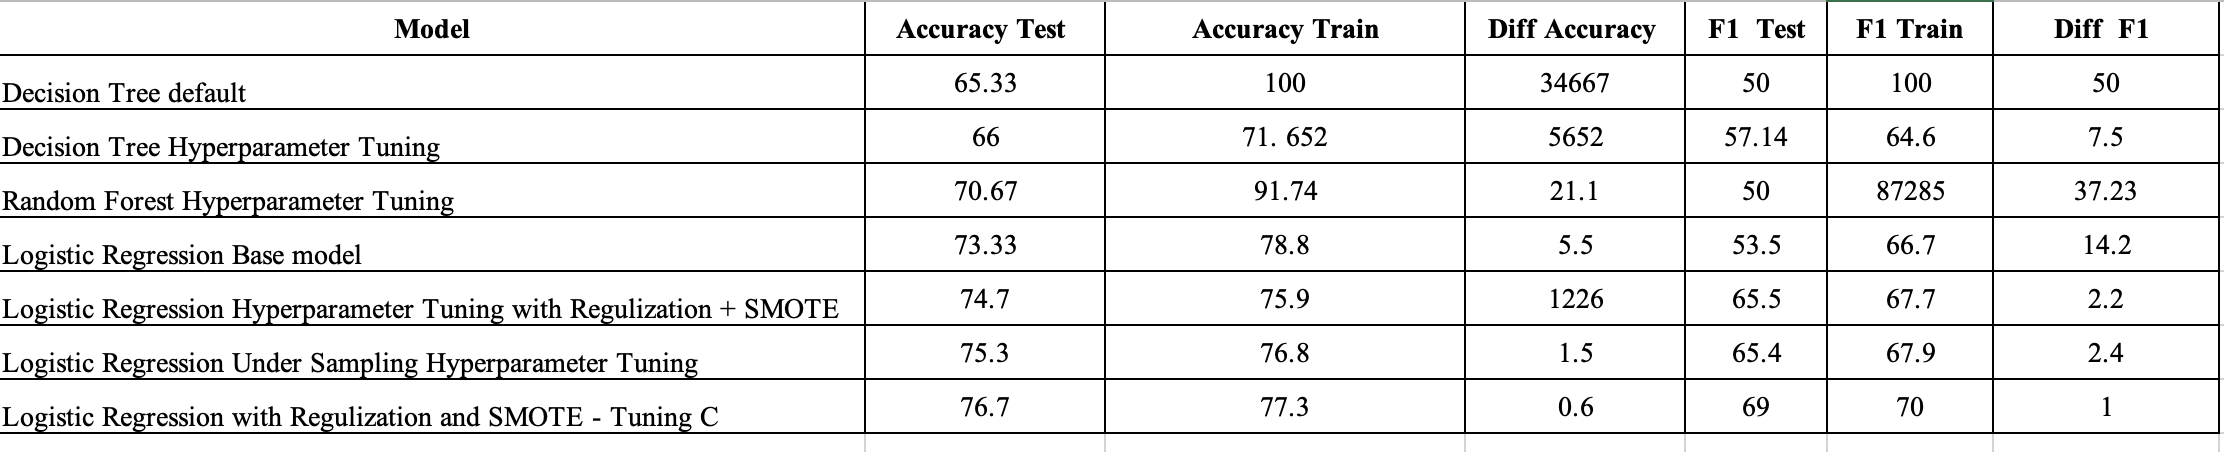 Model Accuracy Test Accuracy Train Diff Accuracy F1 Test F1 Train Diff F1
Decision Tree default 65.33 100 34667 50 100 50
Decision Tree Hyperparameter Tuning 66 71. 652 5652 57.14 64.6 7.5
Random Forest Hyperparameter Tuning 70.67 91.74 21.1 50 87285 37.23
Logistic Regression Base model 73.33 78.8 5.5 53.5 66.7 14.2
Logistic Regression Hyperparameter Tuning with Regulization + SMOTE 74.7 75.9 1226 65.5 67.7 2.2
Logistic Regression Under Sampling Hyperparameter Tuning 75.3 76.8 1.5 65.4 67.9 2.4
Logistic Regression with Regulization and SMOTE - Tuning C 76.7 77.3 0.6 69 70 1